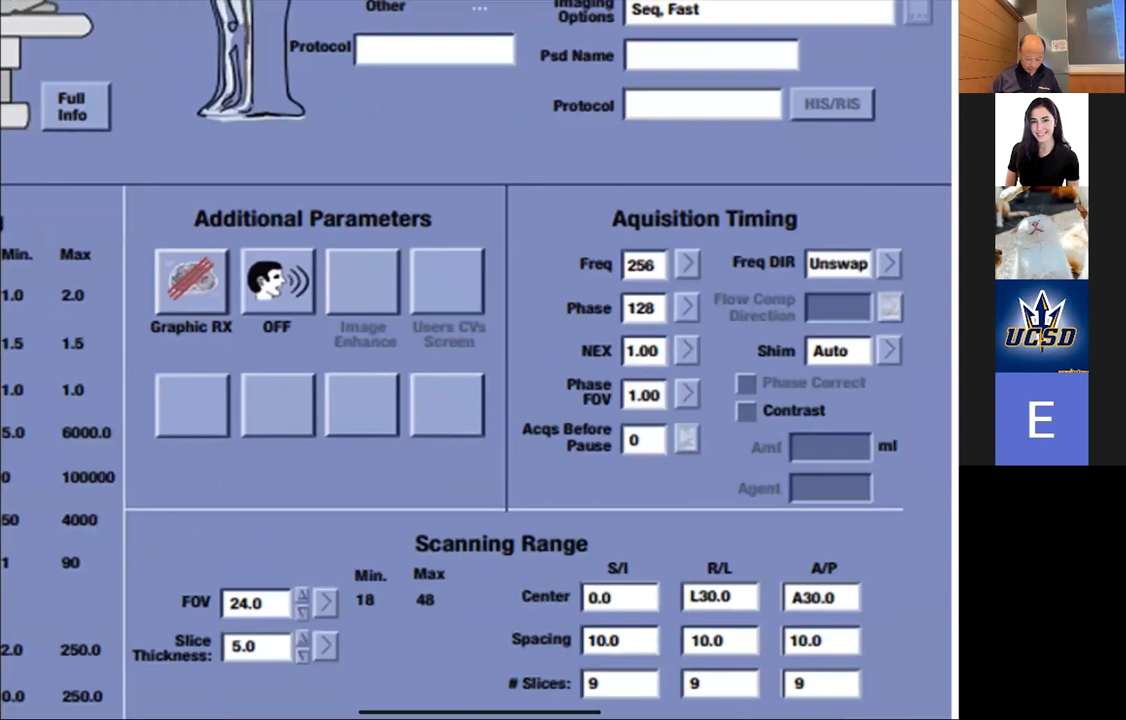 Other ...
Imaging Options Seq, Fast ...
Protocol
Psd Name
Protocol HIS/RIS
Full Info
Min. Max
1.0 2.0
1.5 1.5
1.0 1.0
5.0 6000.0
0 100000
50 4000
1 90
2.0 250.0
0.0 250.0
Additional Parameters
Graphic RX OFF Image Enhance Users CVs Screen
Aquisition Timing
Freq 256 > Freq DIR Unswap >
Phase 128 > Flow Comp Direction
NEX 1.00 > Shim Auto >
Phase FOV 1.00 > Phase Correct
Contrast
Acqs Before Pause 0
Amf ml
Agent
Scanning Range
Min. Max S/I R/L A/P
FOV 24.0 > 18 48 Center 0.0 L30.0 A30.0
Slice Thickness: 5.0 > Spacing 10.0 10.0 10.0
# Slices: 9 9 9
UCSD
E